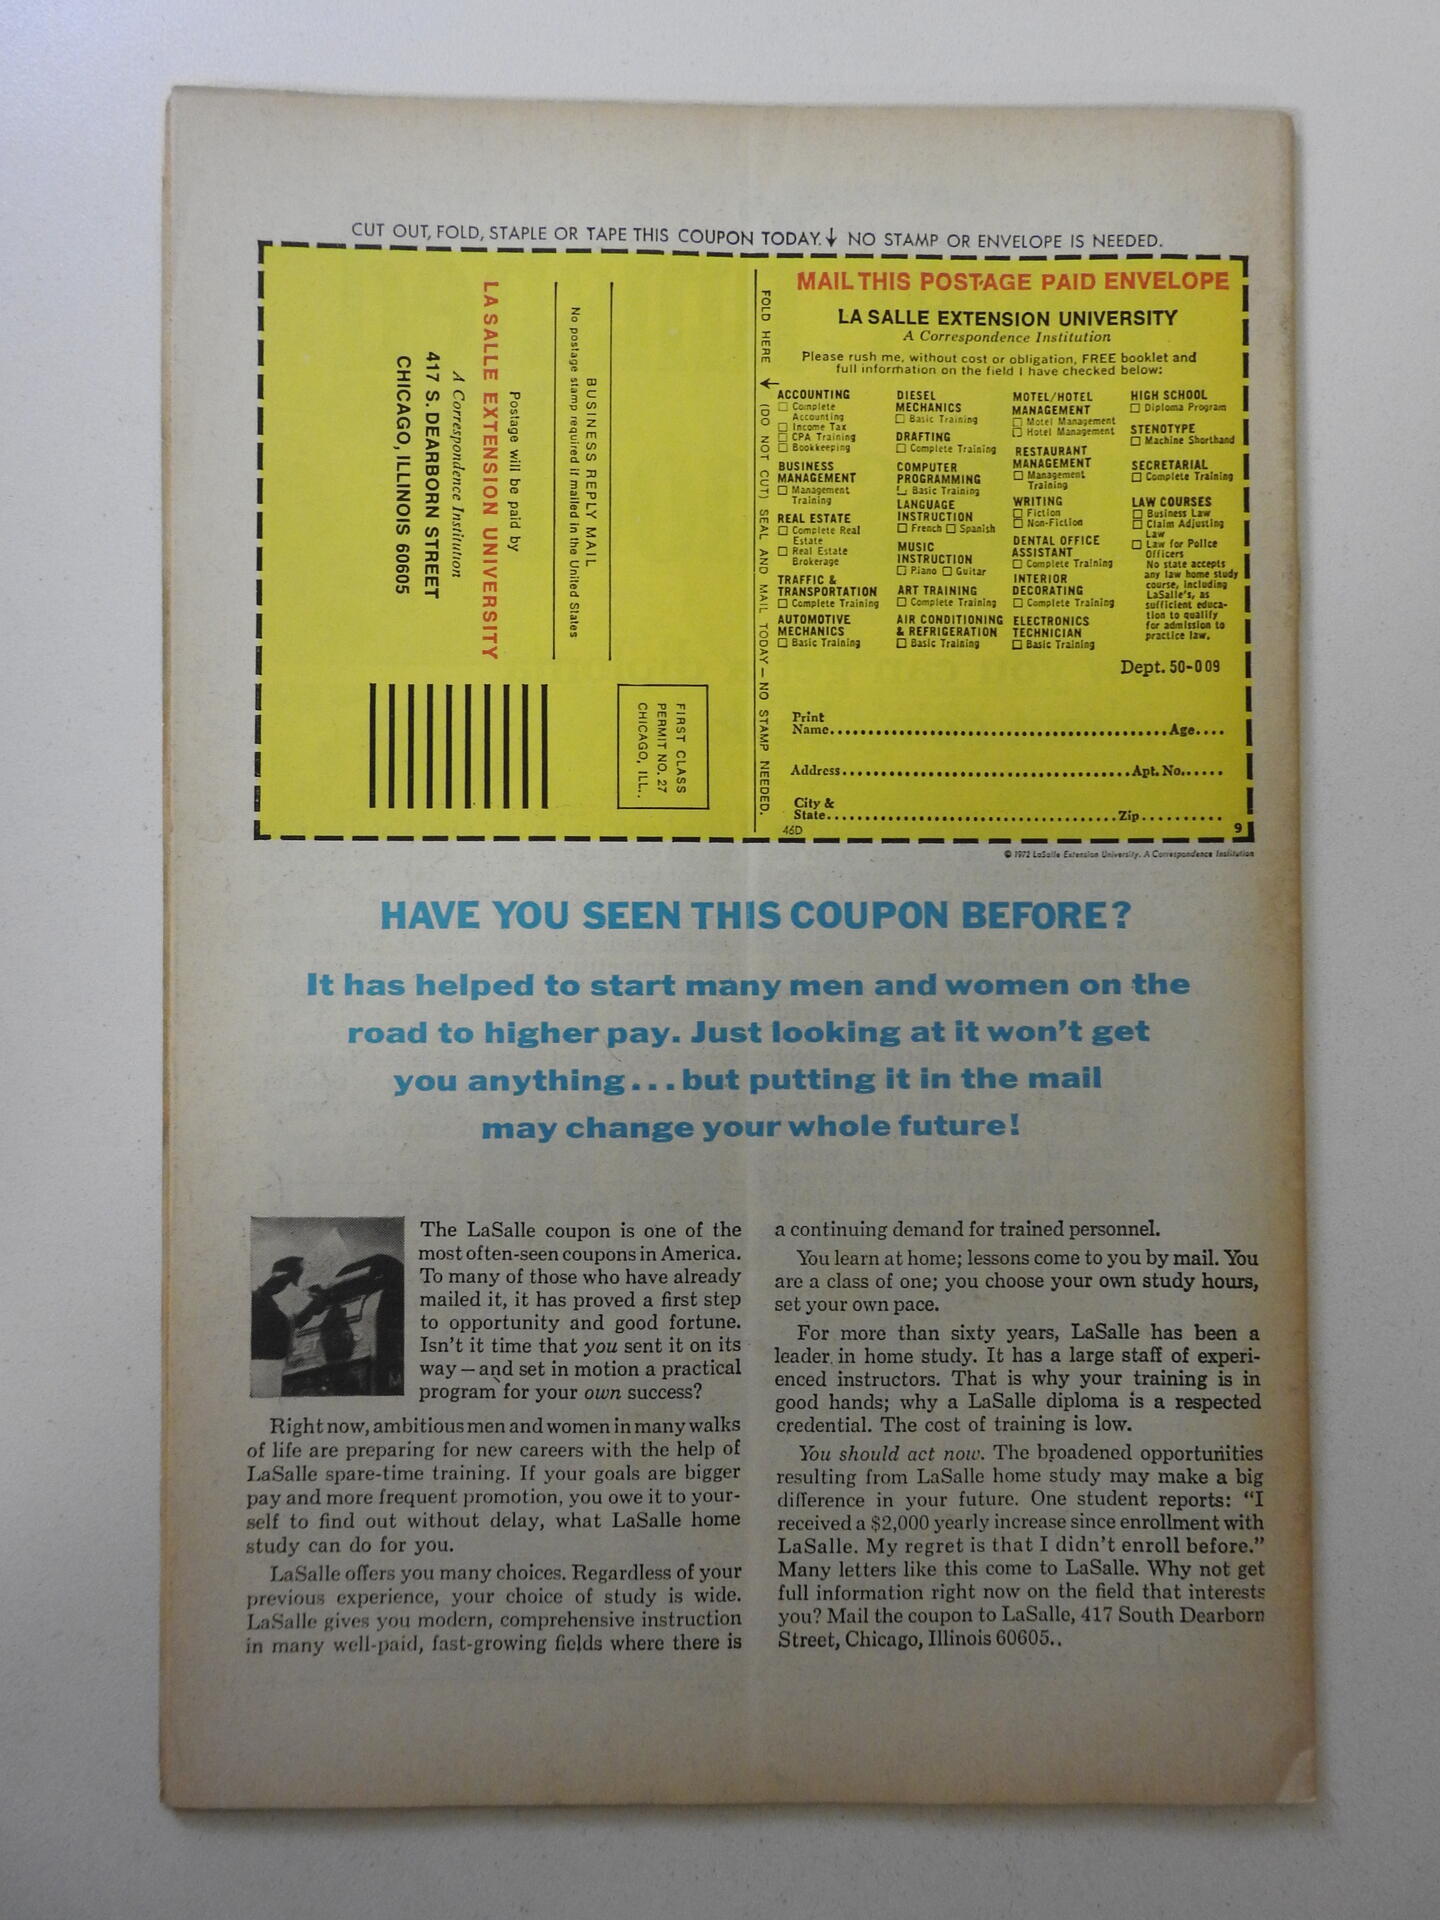 CUT OUT, FOLD, STAPLE OR TAPE THIS COUPON TODAY. ↓ NO STAMP OR ENVELOPE IS NEEDED.
FIRST CLASS
PERMIT NO. 27
CHICAGO, ILL..
BUSINESS REPLY MAIL
No postage stamp required if mailed in the United States
Postage will be paid by
LASALLE EXTENSION UNIVERSITY
A Correspondence Institution
417 S. DEARBORN STREET
CHICAGO, ILLINOIS 60605
FOLD HERE (DO NOT CUT) SEAL AND MAIL TODAY — NO STAMP NEEDED.
MAIL THIS POSTAGE PAID ENVELOPE
LA SALLE EXTENSION UNIVERSITY
A Correspondence Institution
Please rush me, without cost or obligation, FREE booklet and
full information on the field I have checked below:
ACCOUNTING
☐ Complete
Accounting
☐ Income Tax
☐ CPA Training
☐ Bookkeeping
BUSINESS
MANAGEMENT
☐ Management
Training
REAL ESTATE
☐ Complete Real
Estate
☐ Real Estate
Brokerage
TRAFFIC &
TRANSPORTATION
☐ Complete Training
AUTOMOTIVE
MECHANICS
☐ Basic Training
DIESEL
MECHANICS
☐ Basic Training
DRAFTING
☐ Complete Training
COMPUTER
PROGRAMMING
☐ Basic Training
LANGUAGE
INSTRUCTION
☐ French ☐ Spanish
MUSIC
INSTRUCTION
☐ Piano ☐ Guitar
ART TRAINING
☐ Complete Training
AIR CONDITIONING
& REFRIGERATION
☐ Basic Training
MOTEL/HOTEL
MANAGEMENT
☐ Motel Management
☐ Hotel Management
RESTAURANT
MANAGEMENT
☐ Management
Training
WRITING
☐ Fiction
☐ Non-Fiction
DENTAL OFFICE
ASSISTANT
☐ Complete Training
INTERIOR
DECORATING
☐ Complete Training
ELECTRONICS
TECHNICIAN
☐ Basic Training
HIGH SCHOOL
☐ Diploma Program
STENOTYPE
☐ Machine Shorthand
SECRETARIAL
☐ Complete Training
LAW COURSES
☐ Business Law
☐ Claim Adjusting
Law
☐ Law for Police
Officers
No state accepts
any law home study
course, including
LaSalle's, as
sufficient educa-
tion to qualify
for admission to
practice law.
Dept. 50-009
Print
Name........Age....
Address........Apt. No......
City &
State........Zip..........
46D 9
© 1972 LaSalle Extension University. A Correspondence Institution
HAVE YOU SEEN THIS COUPON BEFORE?
It has helped to start many men and women on the
road to higher pay. Just looking at it won't get
you anything...but putting it in the mail
may change your whole future!
The LaSalle coupon is one of the
most often-seen coupons in America.
To many of those who have already
mailed it, it has proved a first step
to opportunity and good fortune.
Isn't it time that you sent it on its
way — and set in motion a practical
program for your own success?
Right now, ambitious men and women in many walks
of life are preparing for new careers with the help of
LaSalle spare-time training. If your goals are bigger
pay and more frequent promotion, you owe it to your-
self to find out without delay, what LaSalle home
study can do for you.
LaSalle offers you many choices. Regardless of your
previous experience, your choice of study is wide.
LaSalle gives you modern, comprehensive instruction
in many well-paid, fast-growing fields where there is
a continuing demand for trained personnel.
You learn at home; lessons come to you by mail. You
are a class of one; you choose your own study hours,
set your own pace.
For more than sixty years, LaSalle has been a
leader in home study. It has a large staff of experi-
enced instructors. That is why your training is in
good hands; why a LaSalle diploma is a respected
credential. The cost of training is low.
You should act now. The broadened opportunities
resulting from LaSalle home study may make a big
difference in your future. One student reports: "I
received a $2,000 yearly increase since enrollment with
LaSalle. My regret is that I didn't enroll before."
Many letters like this come to LaSalle. Why not get
full information right now on the field that interests
you? Mail the coupon to LaSalle, 417 South Dearborn
Street, Chicago, Illinois 60605..